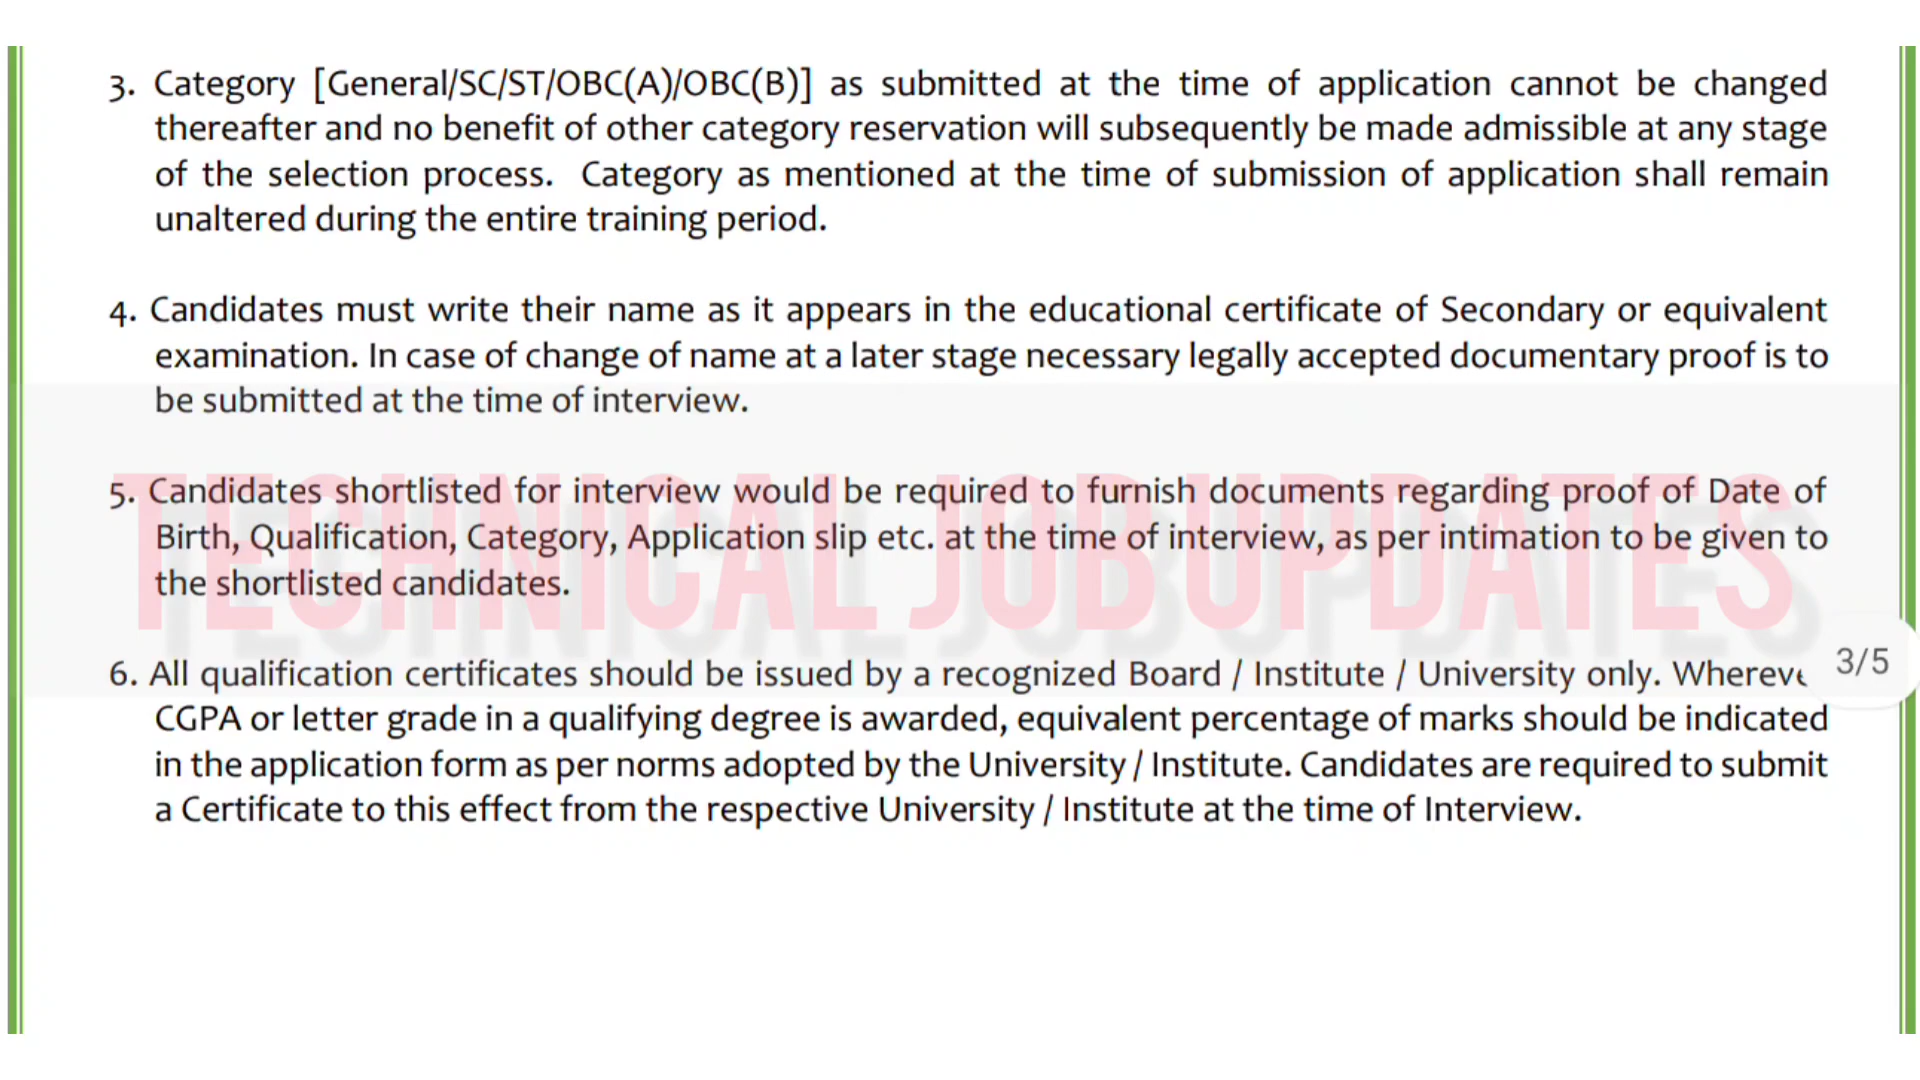 3. Category [General/SC/ST/OBC(A)/OBC(B)] as submitted at the time of application cannot be changed
thereafter and no benefit of other category reservation will subsequently be made admissible at any stage
of the selection process. Category as mentioned at the time of submission of application shall remain
unaltered during the entire training period.
4. Candidates must write their name as it appears in the educational certificate of Secondary or equivalent
examination. In case of change of name at a later stage necessary legally accepted documentary proof is to
be submitted at the time of interview.
TECHNICAL JOB UPDATES
5. Candidates shortlisted for interview would be required to furnish documents regarding proof of Date of
Birth, Qualification, Category, Application slip etc. at the time of interview, as per intimation to be given to
the shortlisted candidates.
3/5
6. All qualification certificates should be issued by a recognized Board / Institute / University only.
CGPA or letter grade in a qualifying degree is awarded, equivalent percentage of marks should be indicated
in the application form as per norms adopted by the University / Institute. Candidates are required to submit
a Certificate to this effect from the respective University / Institute at the time of Interview.